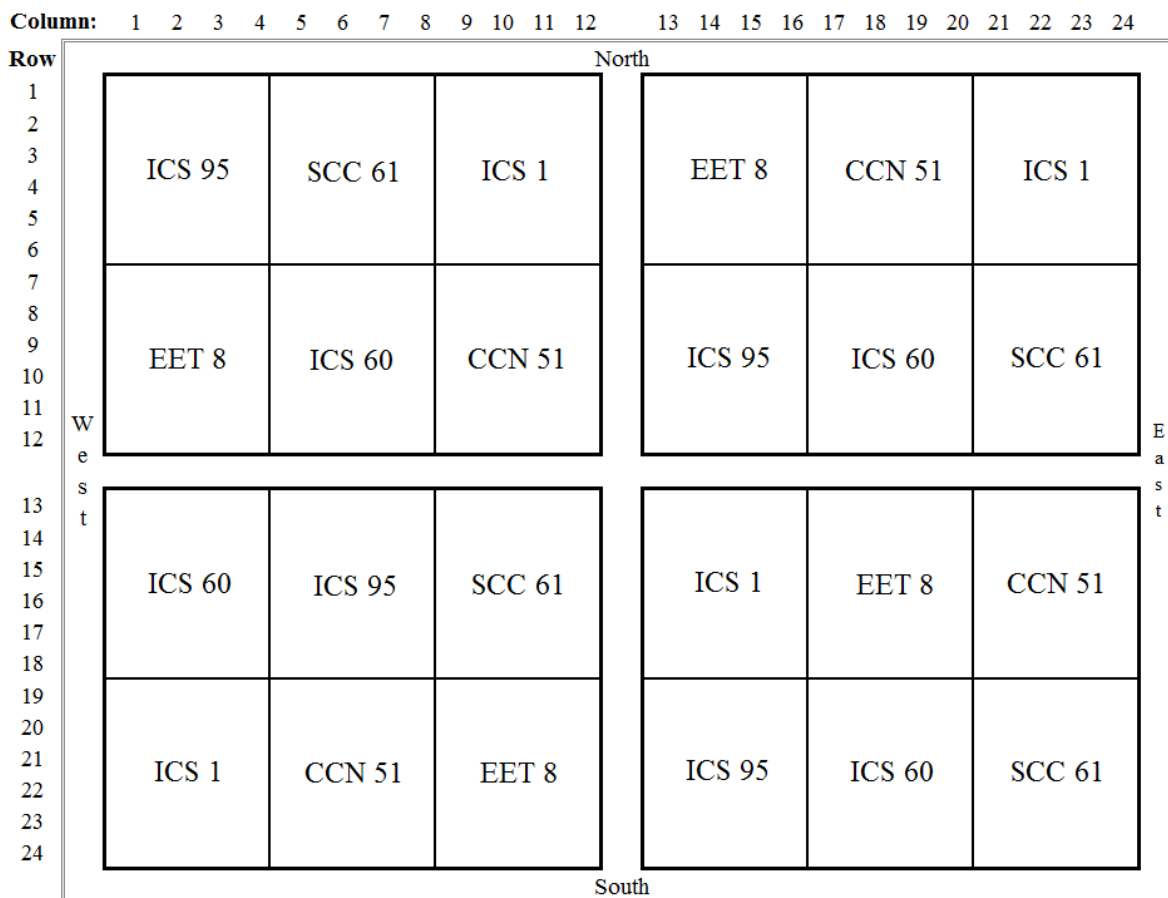 Column: 1 2 3 4 5 6 7 8 9 10 11 12 13 14 15 16 17 18 19 20 21 22 23 24
Row North
1
2
3
ICS 95 SCC 61 ICS 1 EET 8 CCN 51 ICS 1
4
5
6
7
8
9
EET 8 ICS 60 CCN 51 ICS 95 ICS 60 SCC 61
10
11
12
West
East
13
14
15
ICS 60 ICS 95 SCC 61 ICS 1 EET 8 CCN 51
16
17
18
19
20
21
ICS 1 CCN 51 EET 8 ICS 95 ICS 60 SCC 61
22
23
24
South